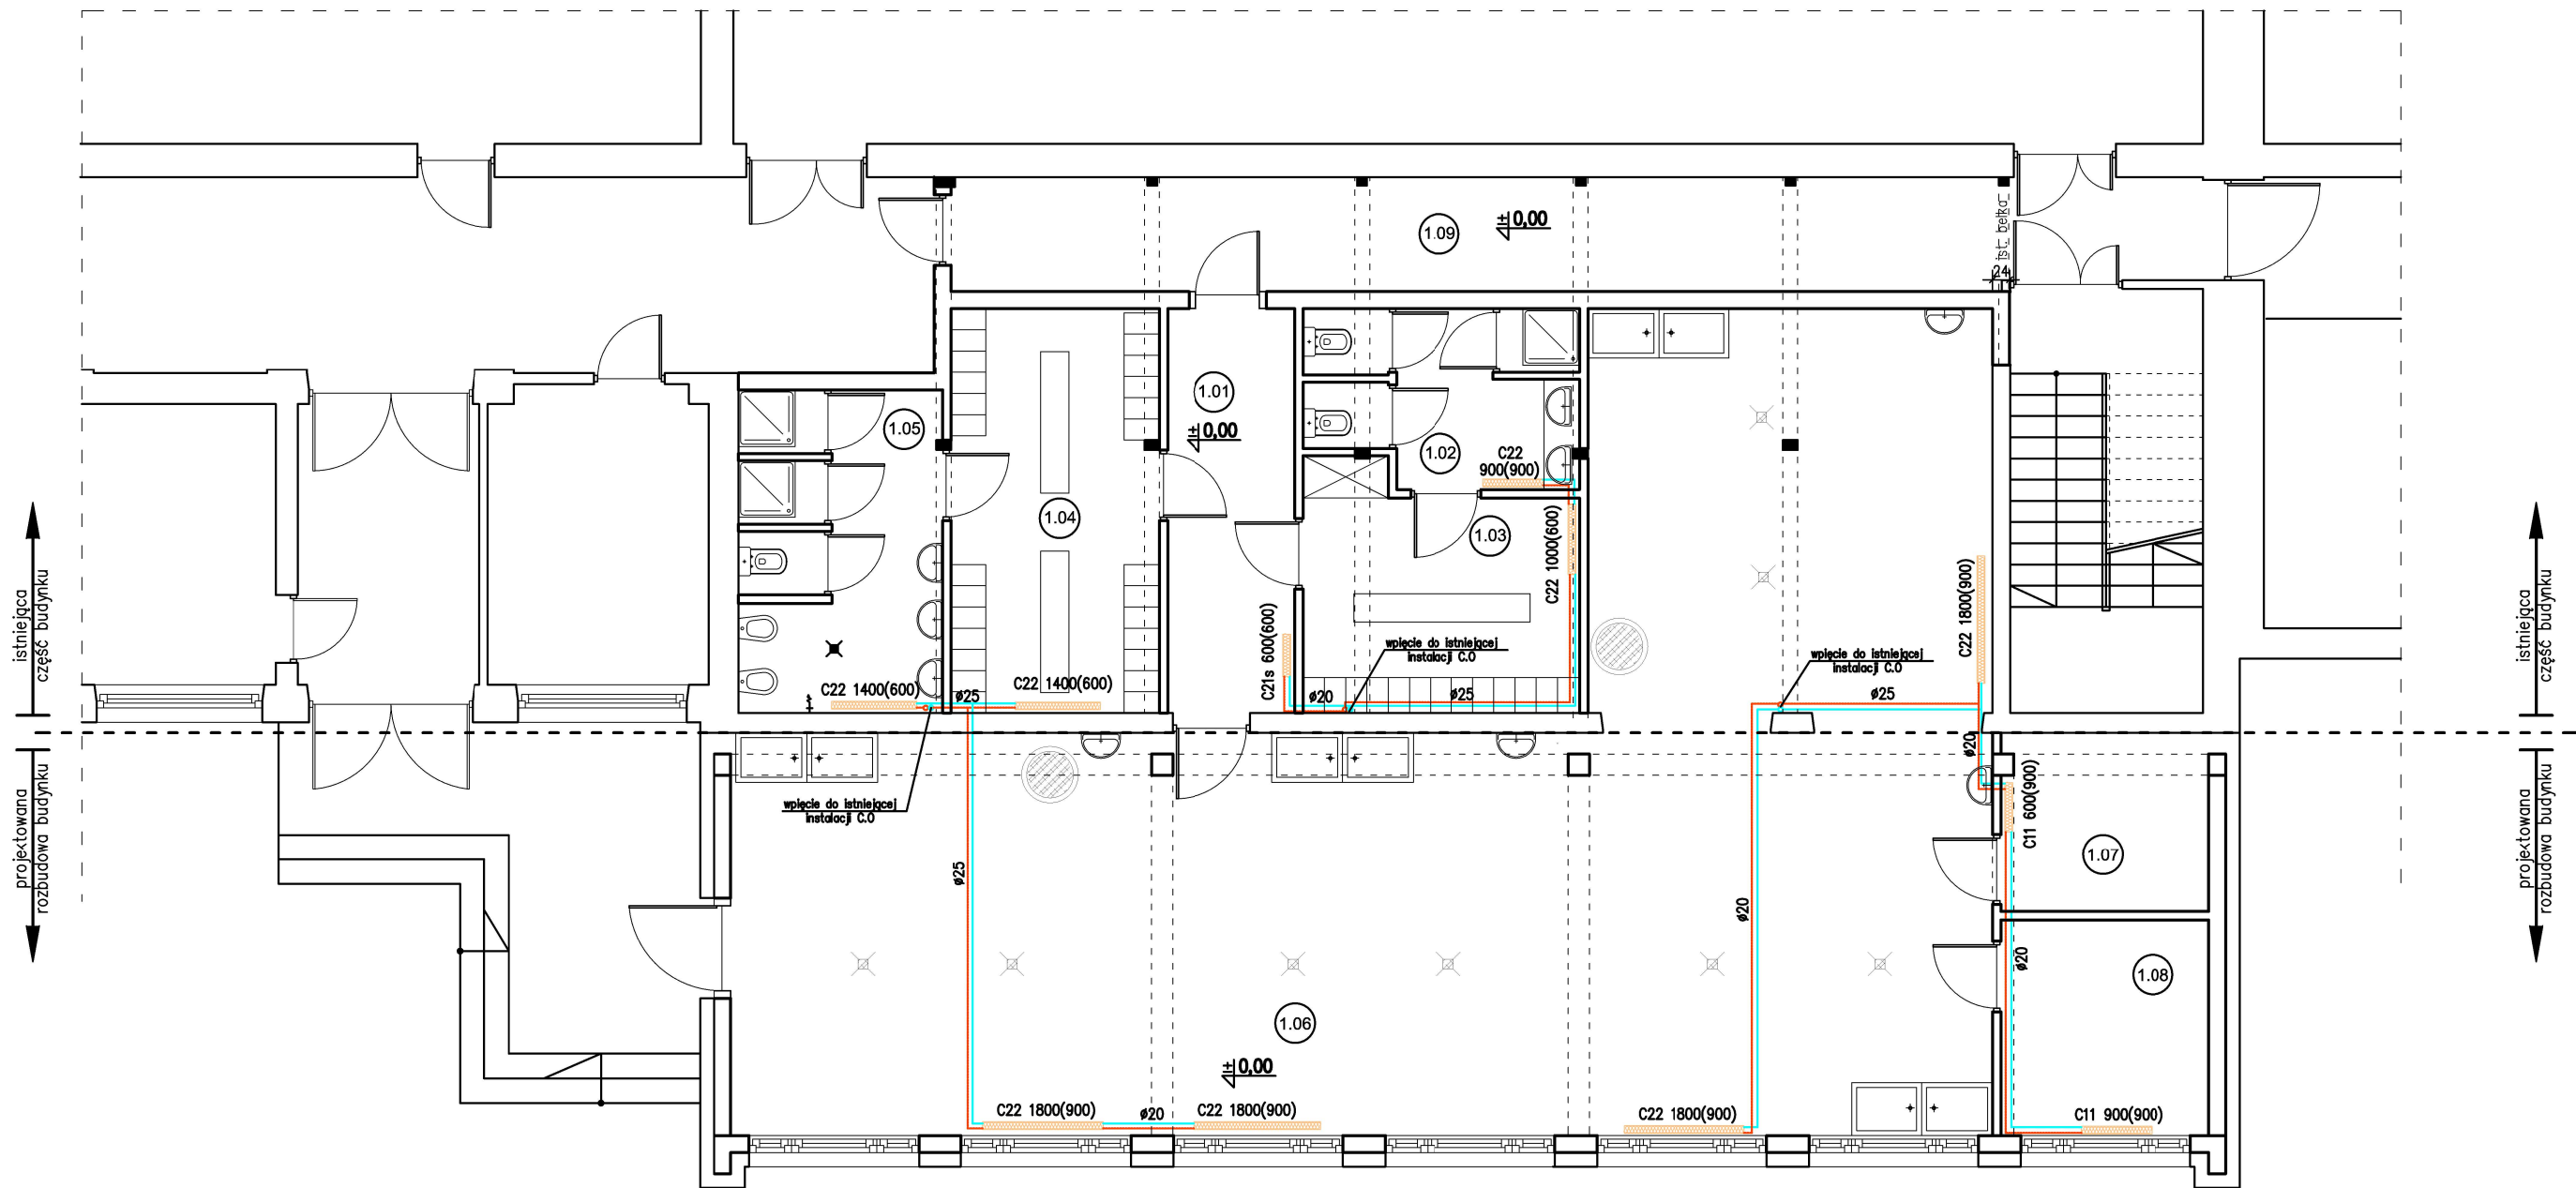 1.09
± 0,00
ist. belka
24
1.01
± 0,00
1.05
1.02
C22
900(900)
1.04
1.03
C22 1000(600)
C22 1800(900)
C21s 600(600)
istniejąca
część budynku
istniejąca
część budynku
wpięcie do istniejącej
instalacji C.O
wpięcie do istniejącej
instalacji C.O
C22 1400(600)
ø25
C22 1400(600)
ø20
ø25
ø25
ø20
projektowana
rozbudowa budynku
projektowana
rozbudowa budynku
wpięcie do istniejącej
instalacji C.O
C11 600(900)
1.07
ø25
ø20
ø20
1.08
1.06
± 0,00
C22 1800(900)
ø20
C22 1800(900)
C22 1800(900)
C11 900(900)